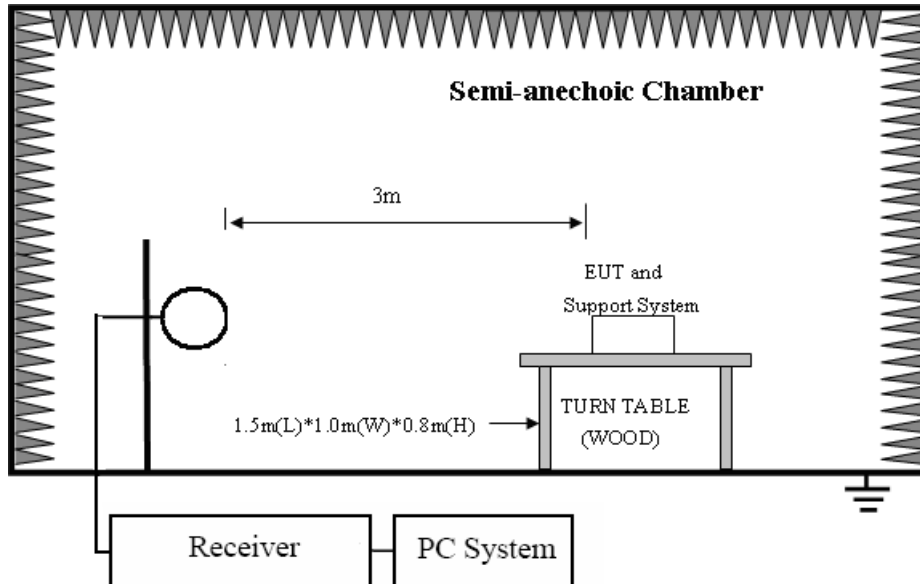 Semi-anechoic Chamber
3m
EUT and
Support System
1.5m(L)*1.0m(W)*0.8m(H)
TURN TABLE
(WOOD)
Receiver
PC System